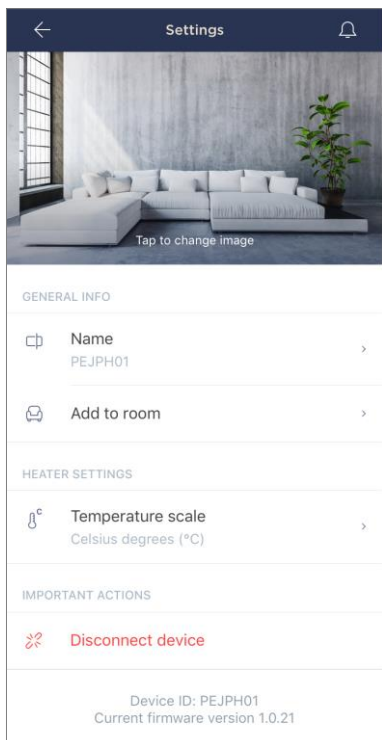 Settings
Tap to change image
GENERAL INFO
Name
PEJPH01
Add to room
HEATER SETTINGS
Temperature scale
Celsius degrees (°C)
IMPORTANT ACTIONS
Disconnect device
Device ID: PEJPH01
Current firmware version 1.0.21